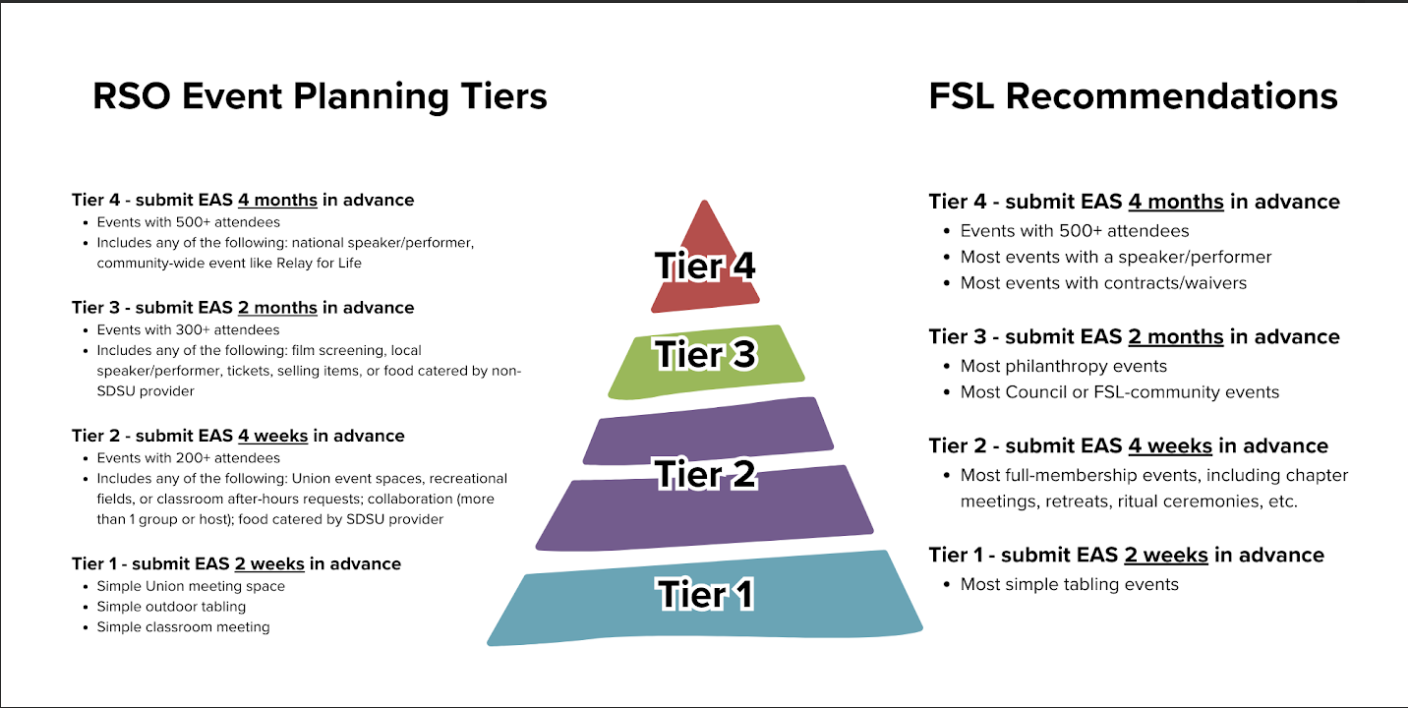 RSO Event Planning Tiers
Tier 4 - submit EAS 4 months in advance
• Events with 500+ attendees
• Includes any of the following: national speaker/performer,
community-wide event like Relay for Life
Tier 3 - submit EAS 2 months in advance
• Events with 300+ attendees
• Includes any of the following: film screening, local
speaker/performer, tickets, selling items, or food catered by non-
SDSU provider
Tier 2 - submit EAS 4 weeks in advance
• Events with 200+ attendees
• Includes any of the following: Union event spaces, recreational
fields, or classroom after-hours requests; collaboration (more
than 1 group or host); food catered by SDSU provider
Tier 1 - submit EAS 2 weeks in advance
• Simple Union meeting space
• Simple outdoor tabling
• Simple classroom meeting
Tier 4
Tier 3
Tier 2
Tier 1
FSL Recommendations
Tier 4 - submit EAS 4 months in advance
• Events with 500+ attendees
• Most events with a speaker/performer
• Most events with contracts/waivers
Tier 3 - submit EAS 2 months in advance
• Most philanthropy events
• Most Council or FSL-community events
Tier 2 - submit EAS 4 weeks in advance
• Most full-membership events, including chapter
meetings, retreats, ritual ceremonies, etc.
Tier 1 - submit EAS 2 weeks in advance
• Most simple tabling events